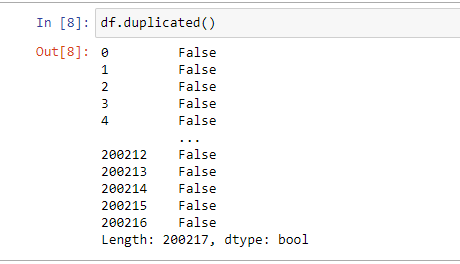 In [8]: df.duplicated()
Out[8]: 0 False
1 False
2 False
3 False
4 False
...
200212 False
200213 False
200214 False
200215 False
200216 False
Length: 200217, dtype: bool